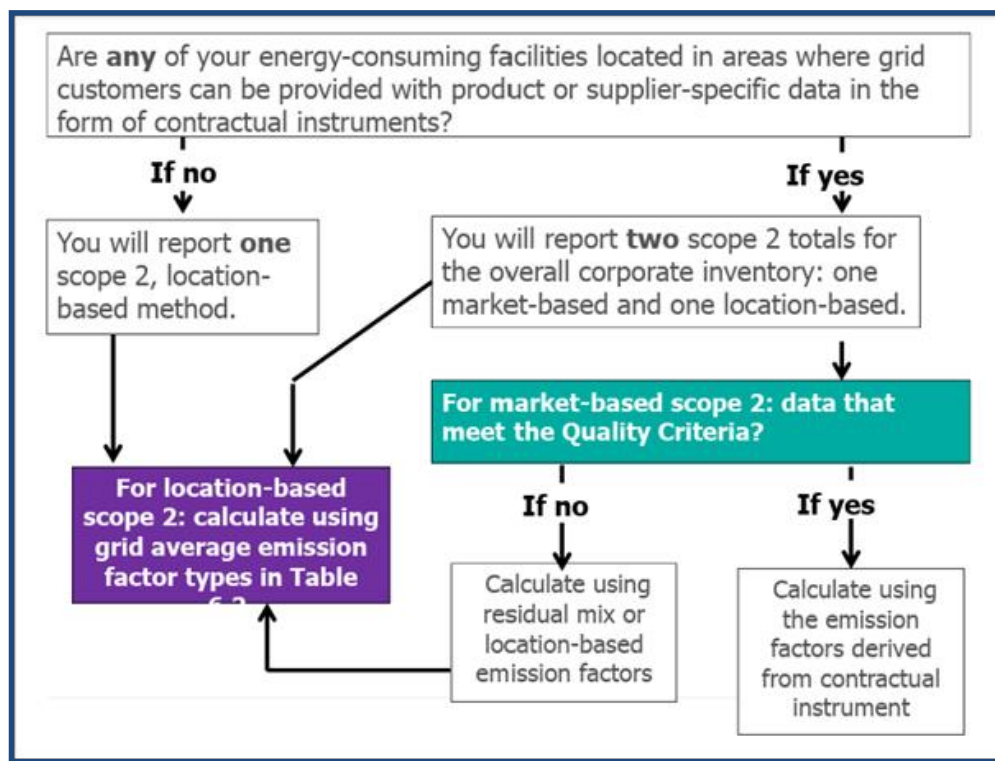 Are any of your energy-consuming facilities located in areas where grid
customers can be provided with product or supplier-specific data in the
form of contractual instruments?
If no
If yes
You will report one
scope 2, location-
based method.
You will report two scope 2 totals for
the overall corporate inventory: one
market-based and one location-based.
For market-based scope 2: data that
meet the Quality Criteria?
For location-based
scope 2: calculate using
grid average emission
factor types in Table
If no
If yes
Calculate using
residual mix or
location-based
emission factors
Calculate using
the emission
factors derived
from contractual
instrument